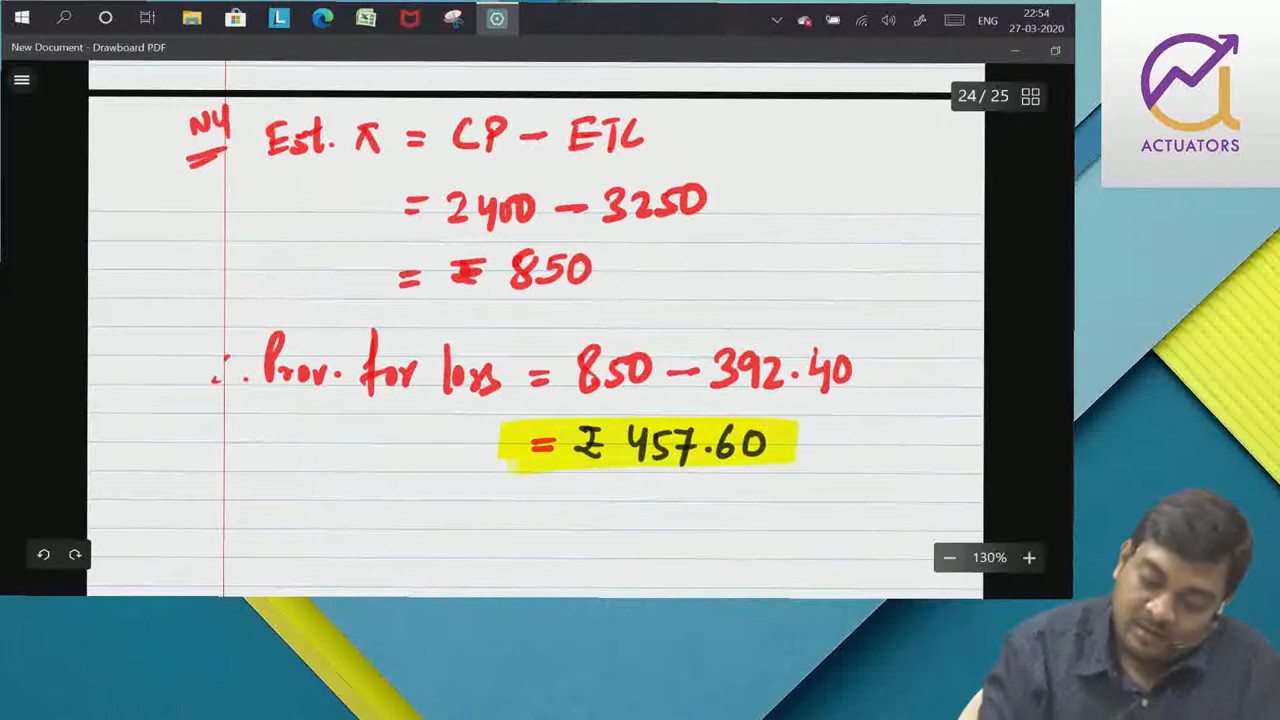 22:54
ENG
27-03-2020
New Document - Drawboard PDF
24 / 25
ACTUATORS
N4 Est. π = CP - ETC
= 2400 - 3250
= 850
∴ Prov. for loss = 850 - 392.40
= ₹ 457.60
130%